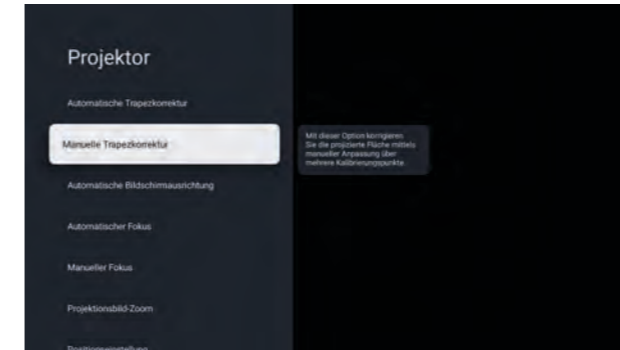 Projektor
Automatische Trapezkorrektur
Manuelle Trapezkorrektur
Mit dieser Option korrigieren
Sie die projizierte Fläche mittels
manueller Anpassung über
mehrere Kalibrierungspunkte
Automatische Bildschirmausrichtung
Automatischer Fokus
Manueller Fokus
Projektionsbild-Zoom